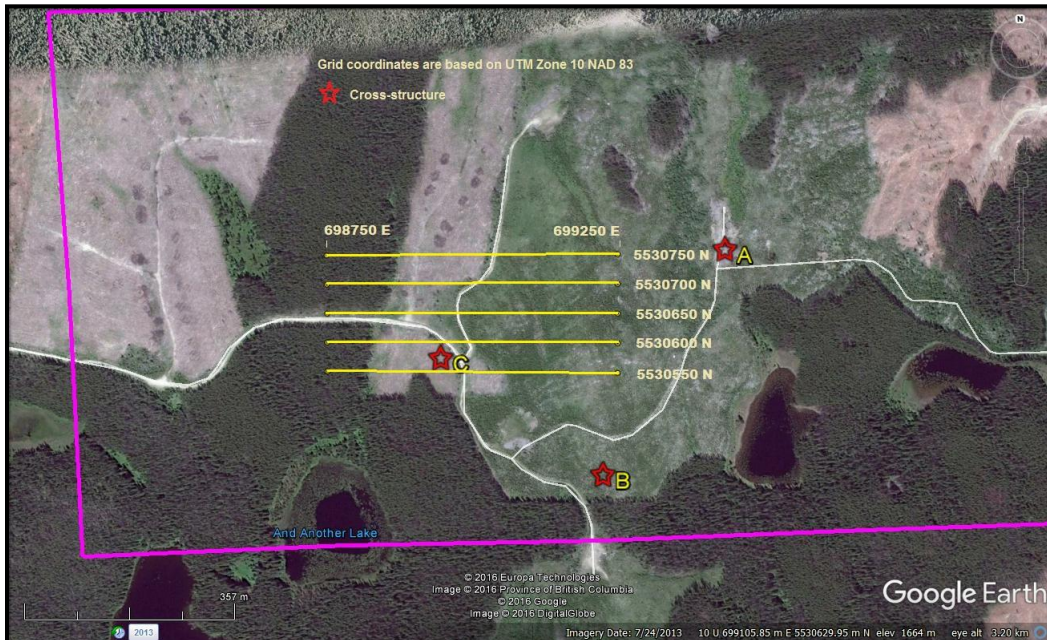 N
Grid coordinates are based on UTM Zone 10 NAD 83
Cross-structure
698750 E
699250 E
5530750 N
A
5530700 N
5530650 N
5530600 N
C
5530550 N
B
And Another Lake
© 2016 Europa Technologies
Image © 2016 Province of British Columbia
© 2016 Google
Image © 2016 DigitalGlobe
Google Earth
357 m
2013
Imagery Date: 7/24/2013 10 U 699105.85 m E 5530629.95 m N elev 1664 m eye alt 3.20 km